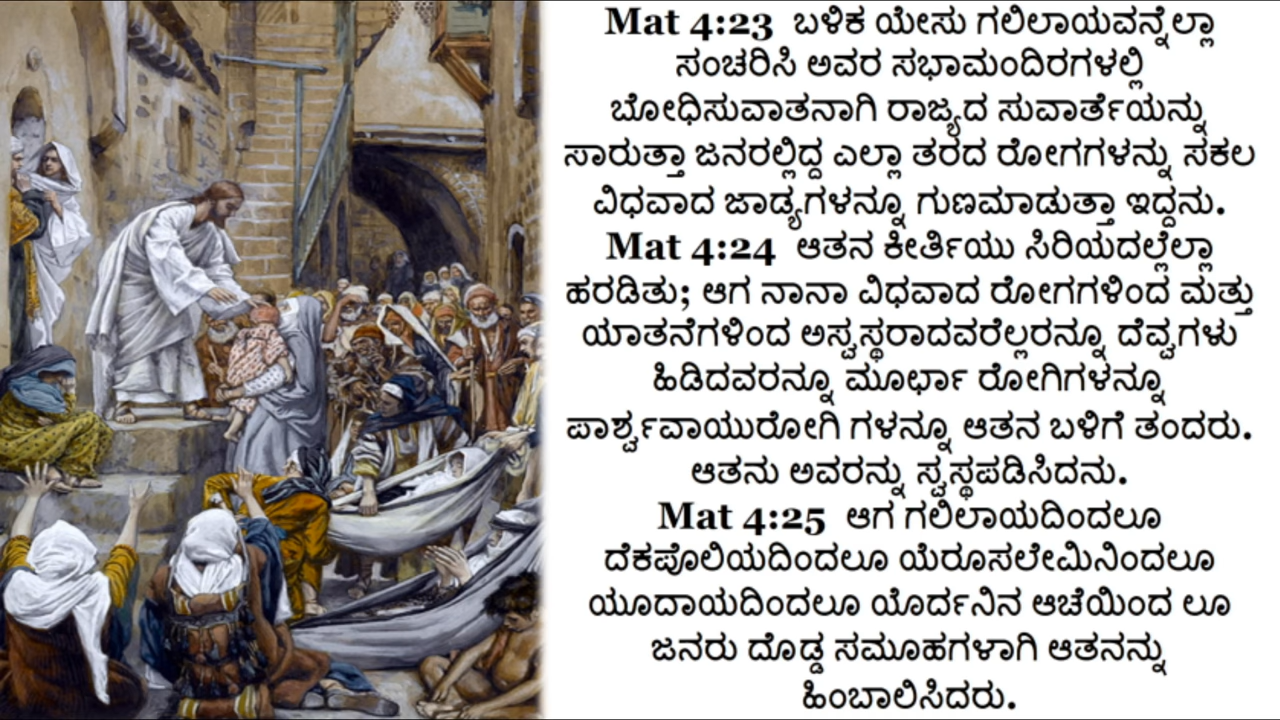 Mat 4:23 ಬಳಿಕ ಯೇಸು ಗಲಿಲಾಯವನ್ನೆಲ್ಲಾ
ಸಂಚರಿಸಿ ಅವರ ಸಭಾಮಂದಿರಗಳಲ್ಲಿ
ಬೋಧಿಸುವಾತನಾಗಿ ರಾಜ್ಯದ ಸುವಾರ್ತೆಯನ್ನು
ಸಾರುತ್ತಾ ಜನರಲ್ಲಿದ್ದ ಎಲ್ಲಾ ತರದ ರೋಗಗಳನ್ನು ಸಕಲ
ವಿಧವಾದ ಜಾಡ್ಯಗಳನ್ನೂ ಗುಣಮಾಡುತ್ತಾ ಇದ್ದನು.
Mat 4:24 ಆತನ ಕೀರ್ತಿಯು ಸಿರಿಯದಲ್ಲೆಲ್ಲಾ
ಹರಡಿತು; ಆಗ ನಾನಾ ವಿಧವಾದ ರೋಗಗಳಿಂದ ಮತ್ತು
ಯಾತನೆಗಳಿಂದ ಅಸ್ವಸ್ಥರಾದವರೆಲ್ಲರನ್ನೂ ದೆವ್ವಗಳು
ಹಿಡಿದವರನ್ನೂ ಮೂರ್ಛಾ ರೋಗಿಗಳನ್ನೂ
ಪಾರ್ಶ್ವವಾಯುರೋಗಿ ಗಳನ್ನೂ ಆತನ ಬಳಿಗೆ ತಂದರು.
ಆತನು ಅವರನ್ನು ಸ್ವಸ್ಥಪಡಿಸಿದನು.
Mat 4:25 ಆಗ ಗಲಿಲಾಯದಿಂದಲೂ
ದೆಕಪೊಲಿಯದಿಂದಲೂ ಯೆರೂಸಲೇಮಿನಿಂದಲೂ
ಯೂದಾಯದಿಂದಲೂ ಯೊರ್ದನಿನ ಆಚೆಯಿಂದ ಲೂ
ಜನರು ದೊಡ್ಡ ಸಮೂಹಗಳಾಗಿ ಆತನನ್ನು
ಹಿಂಬಾಲಿಸಿದರು.